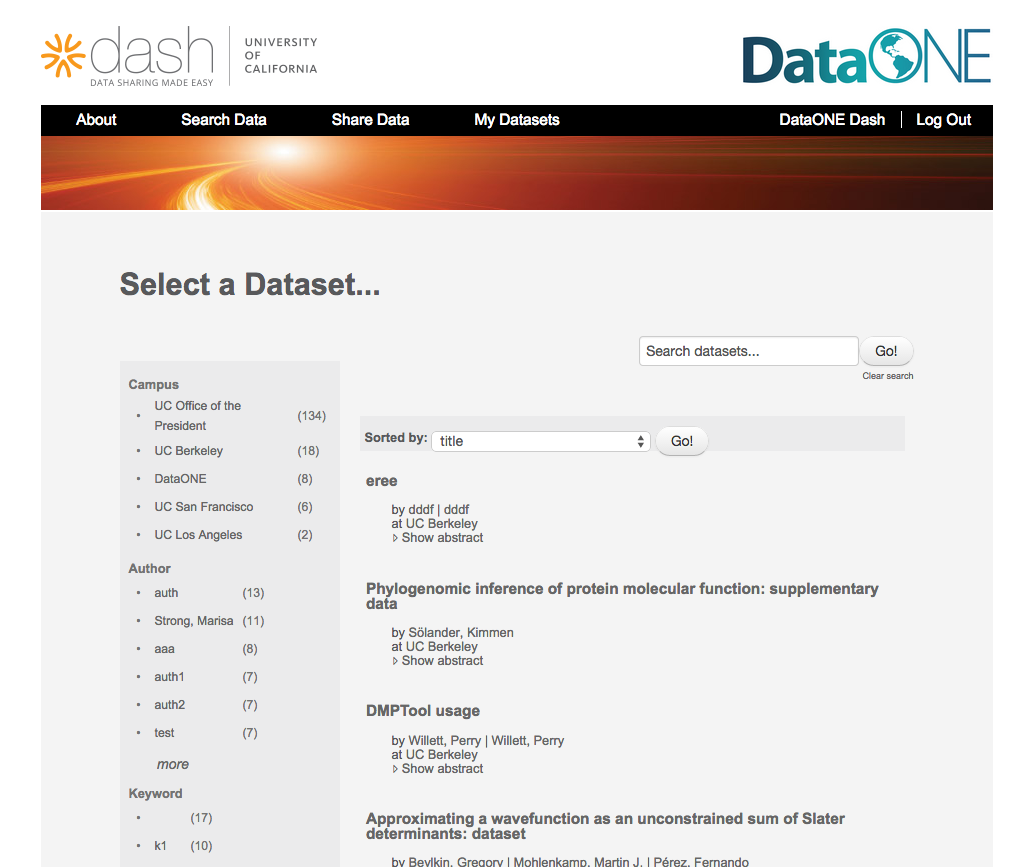 dash
DATA SHARING MADE EASY
UNIVERSITY
OF
CALIFORNIA
DataONE
About
Search Data
Share Data
My Datasets
DataONE Dash
Log Out
Select a Dataset...
Search datasets...
Go!
Clear search
Campus
• UC Office of the
President
(134)
• UC Berkeley (18)
• DataONE (8)
• UC San Francisco (6)
• UC Los Angeles (2)
Author
• auth (13)
• Strong, Marisa (11)
• aaa (8)
• auth1 (7)
• auth2 (7)
• test (7)
more
Keyword
• (17)
• k1 (10)
Sorted by: title Go!
eree
by dddf | dddf
at UC Berkeley
Show abstract
Phylogenomic inference of protein molecular function: supplementary
data
by Sölander, Kimmen
at UC Berkeley
Show abstract
DMPTool usage
by Willett, Perry | Willett, Perry
at UC Berkeley
Show abstract
Approximating a wavefunction as an unconstrained sum of Slater
determinants: dataset
by Beylkin, Gregory | Mohlenkamp, Martin J. | Pérez, Fernando